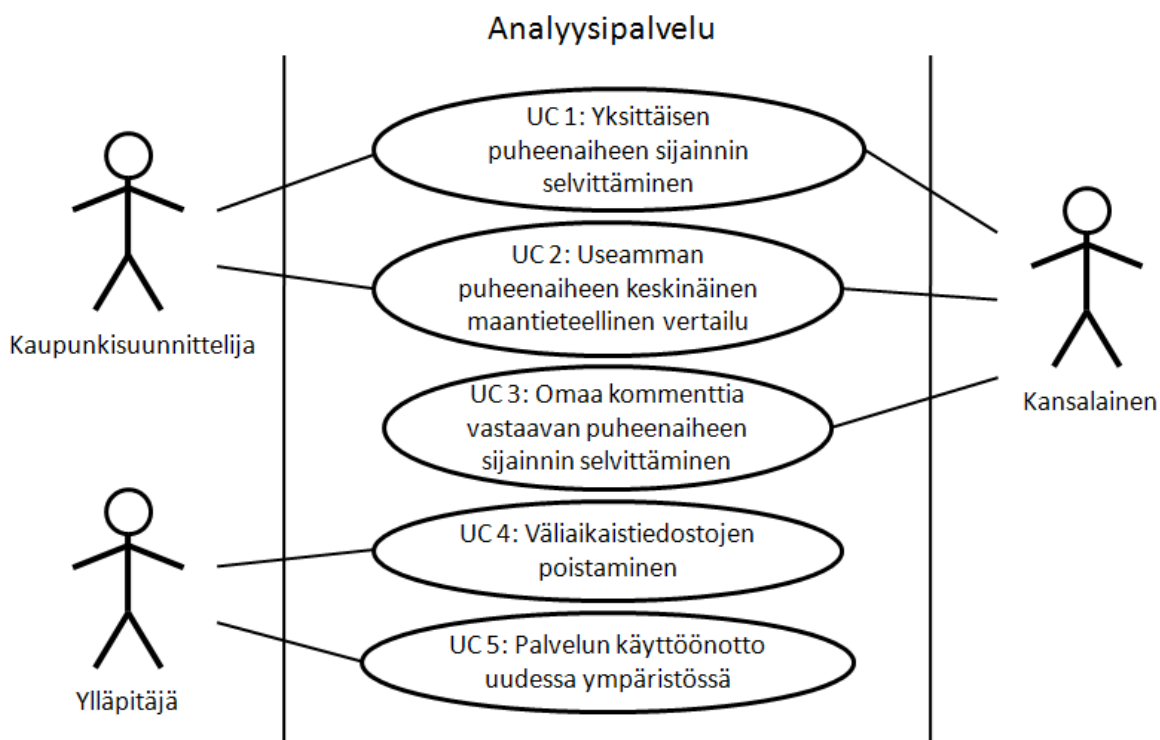 Analyysipalvelu
UC 1: Yksittäisen
puheenaiheen sijainnin
selvittäminen
UC 2: Useamman
puheenaiheen keskinäinen
maantieteellinen vertailu
Kaupunkisuunnittelija
UC 3: Omaa kommenttia
vastaavan puheenaiheen
sijainnin selvittäminen
Kansalainen
UC 4: Väliaikaistiedostojen
poistaminen
UC 5: Palvelun käyttöönotto
uudessa ympäristössä
Ylläpitäjä